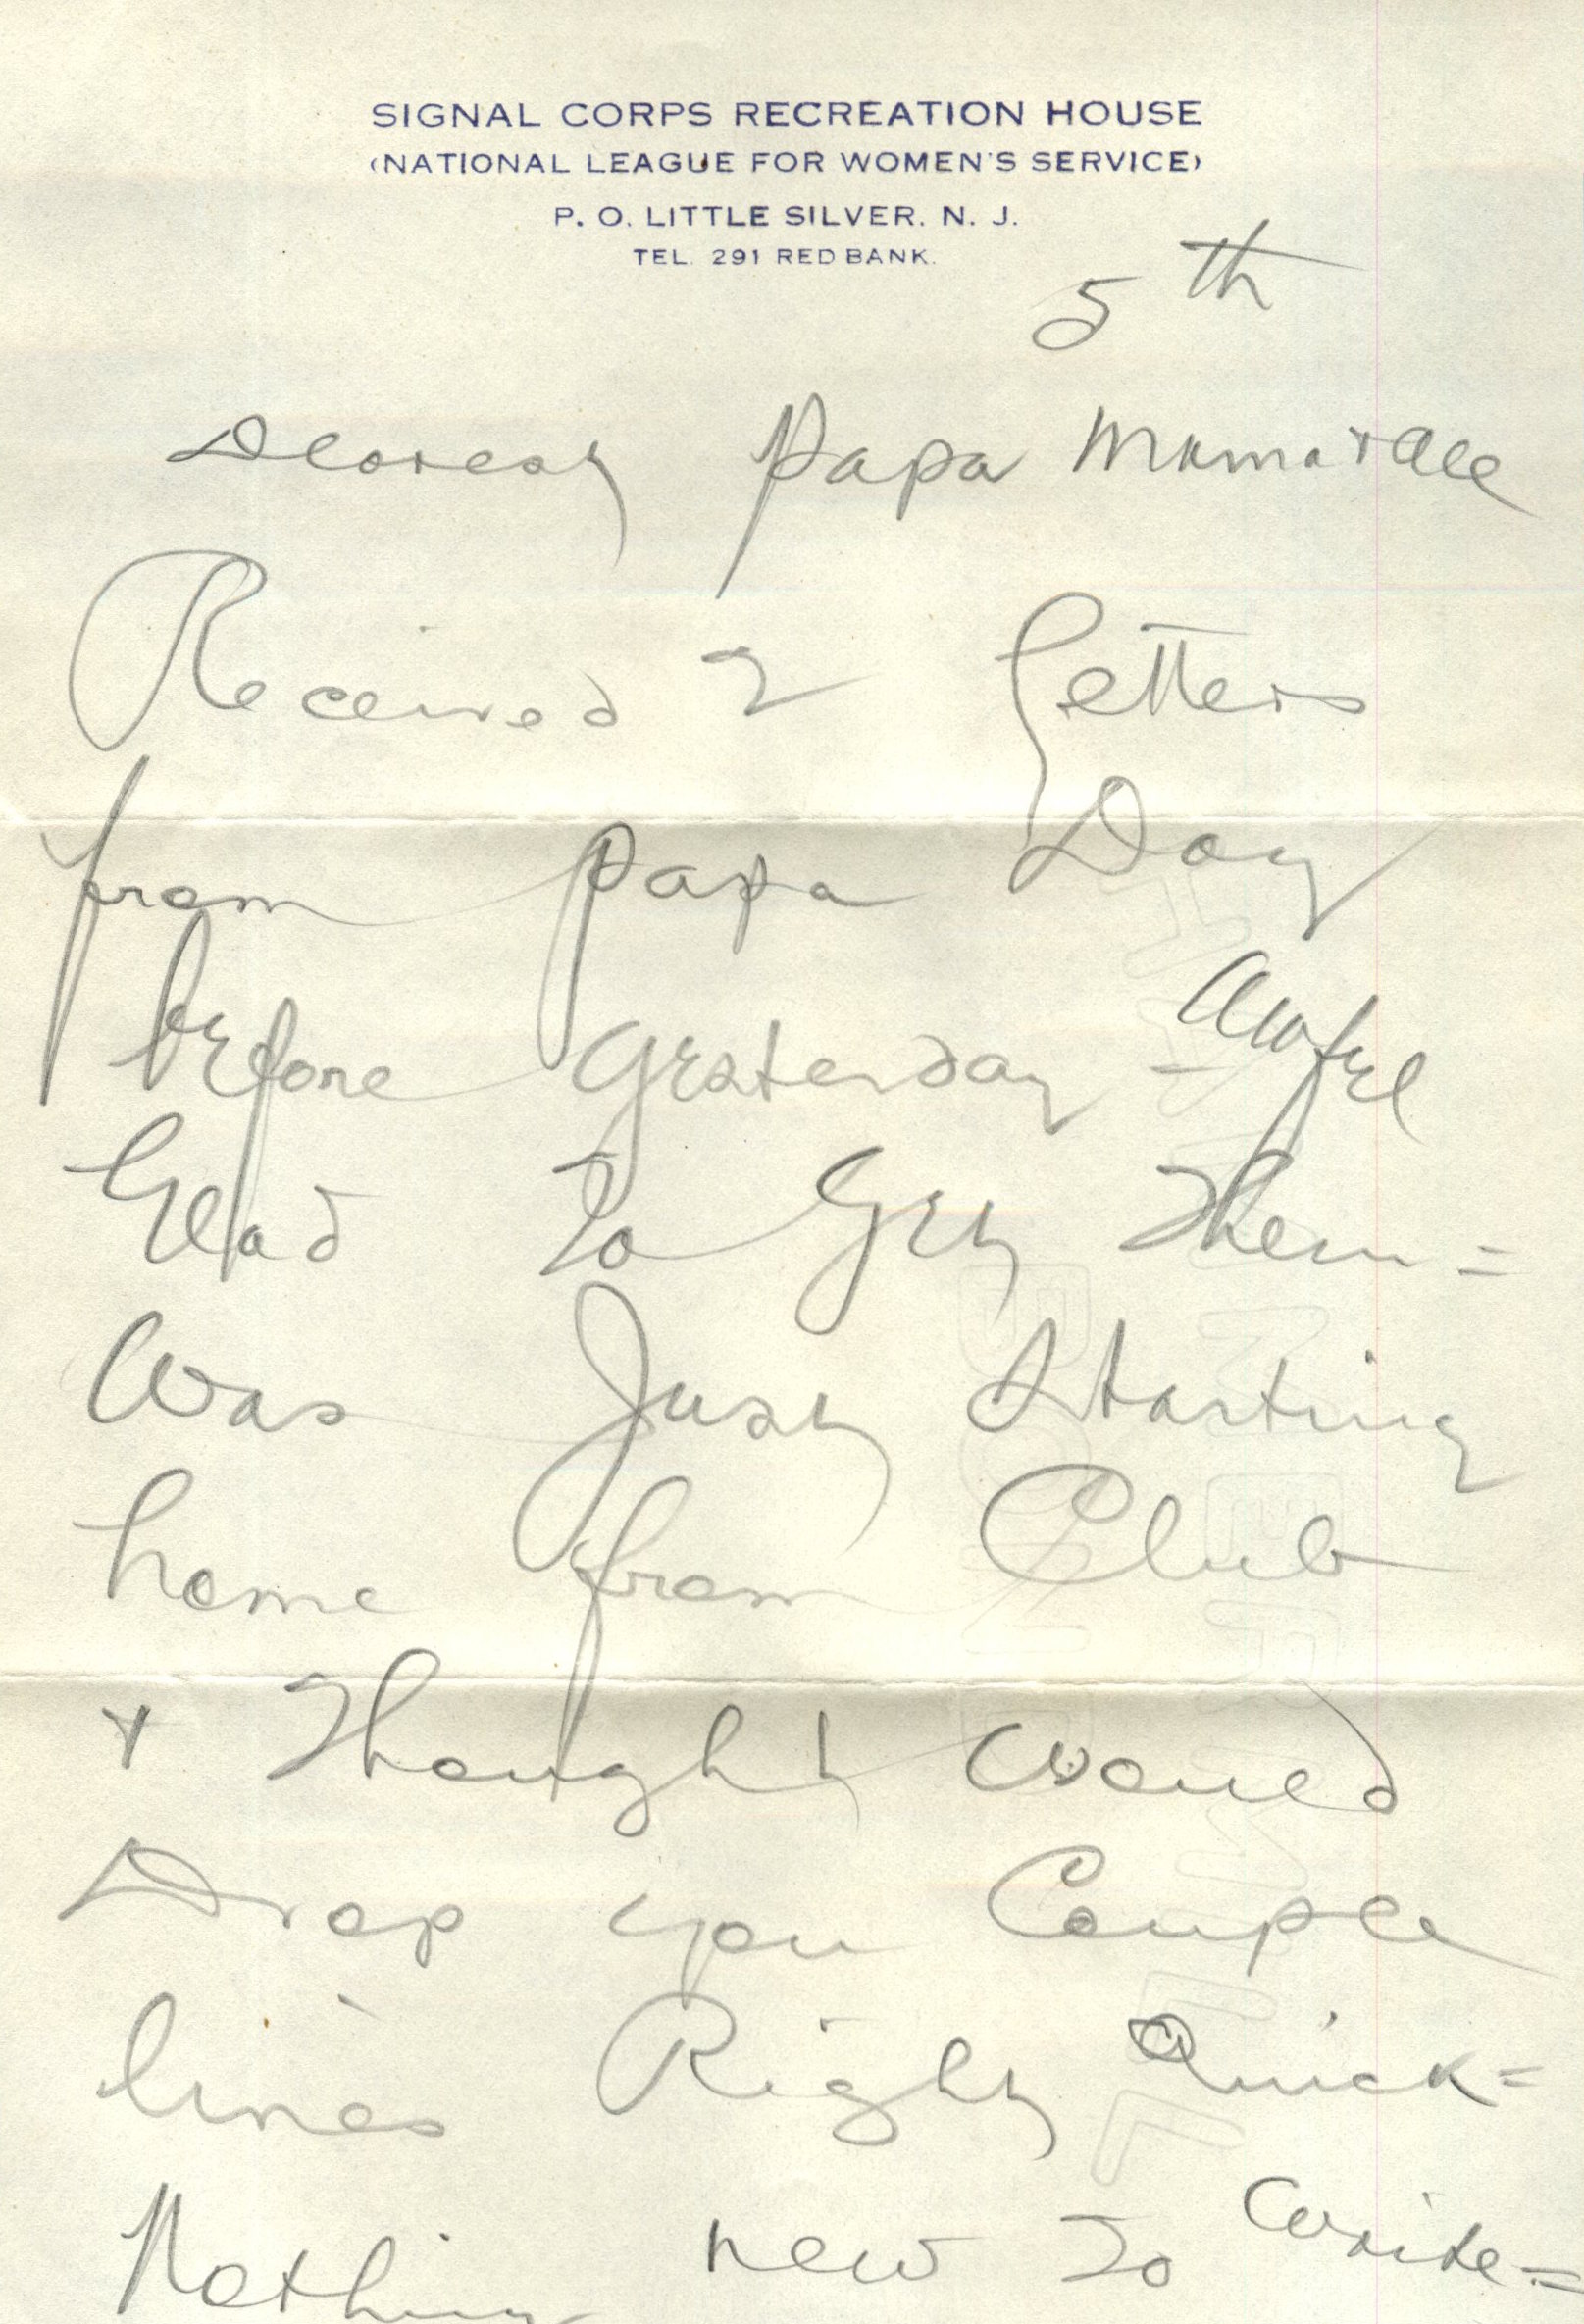 SIGNAL CORPS RECREATION HOUSE
(NATIONAL LEAGUE FOR WOMEN'S SERVICE)
P. O. LITTLE SILVER. N. J.
TEL. 291 RED BANK.
5th
Dearest Papa Mama + all
Received 2 letters
from Papa Day
before Yesterday - awful
Glad to Get Them =
Was Just Starting
home from Club
+ Thought would
Drop you Couple
lines Right Quick =
Nothing new to write =